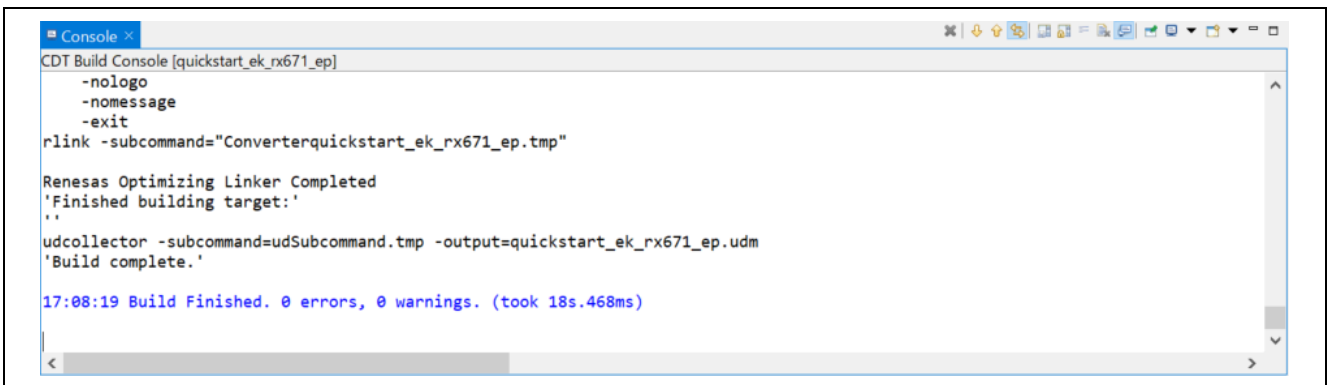 Console
CDT Build Console [quickstart_ek_rx671_ep]
-nologo
-nomessage
-exit
rlink -subcommand="Converterquickstart_ek_rx671_ep.tmp"
Renesas Optimizing Linker Completed
'Finished building target:'
''
udcollector -subcommand=udSubcommand.tmp -output=quickstart_ek_rx671_ep.udm
'Build complete.'
17:08:19 Build Finished. 0 errors, 0 warnings. (took 18s.468ms)